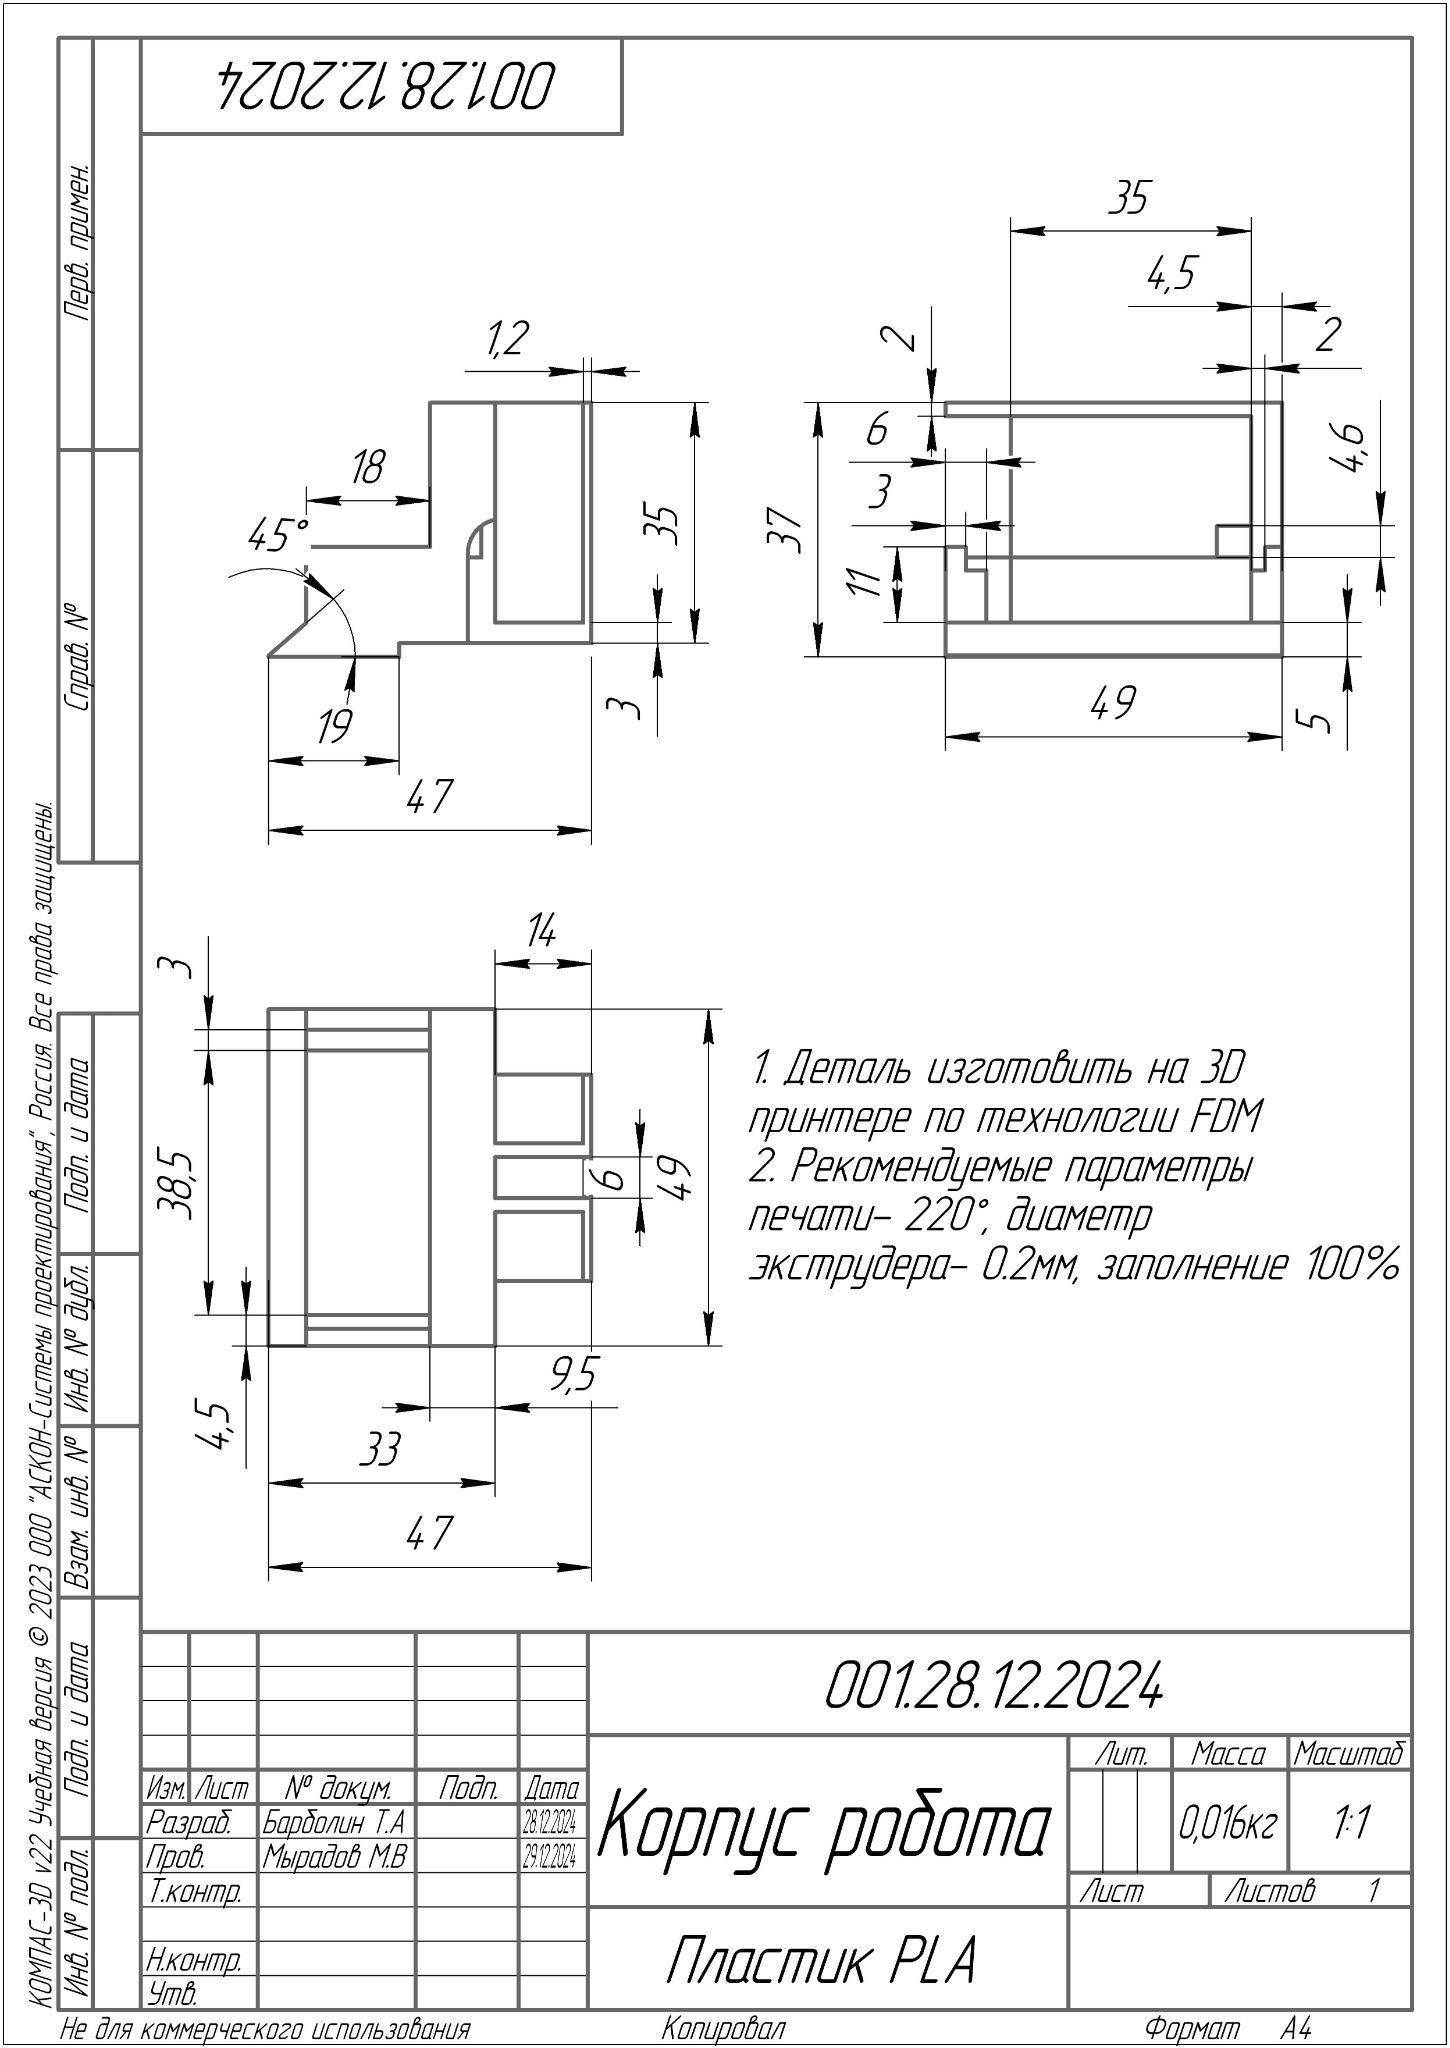 001.28.12.2024
Перв. примен.
Справ. №
Подп. и дата
Инв. № дубл.
Взам. инв. №
Подп. и дата
Инв. № подл.
КОМПАС-3D v22 Учебная версия © 2023 ООО "АСКОН-Системы проектирования", Россия. Все права защищены.
1,2
18
45°
35
3
19
47
35
4,5
2
2
6
3
4,6
37
11
49
5
14
3
38,5
6
49
4,5
9,5
33
47
1. Деталь изготовить на 3D
принтере по технологии FDM
2. Рекомендуемые параметры
печати- 220°, диаметр
экструдера- 0.2мм, заполнение 100%
001.28.12.2024
Изм. Лист № докум. Подп. Дата
Разраб. Барболин Т.А 28.12.2024
Пров. Мырадов М.В 29.12.2024
Т.контр.
Н.контр.
Утв.
Корпус робота
Лит. Масса Масштаб
0,016кг 1:1
Лист Листов 1
Пластик PLA
Не для коммерческого использования Копировал Формат A4